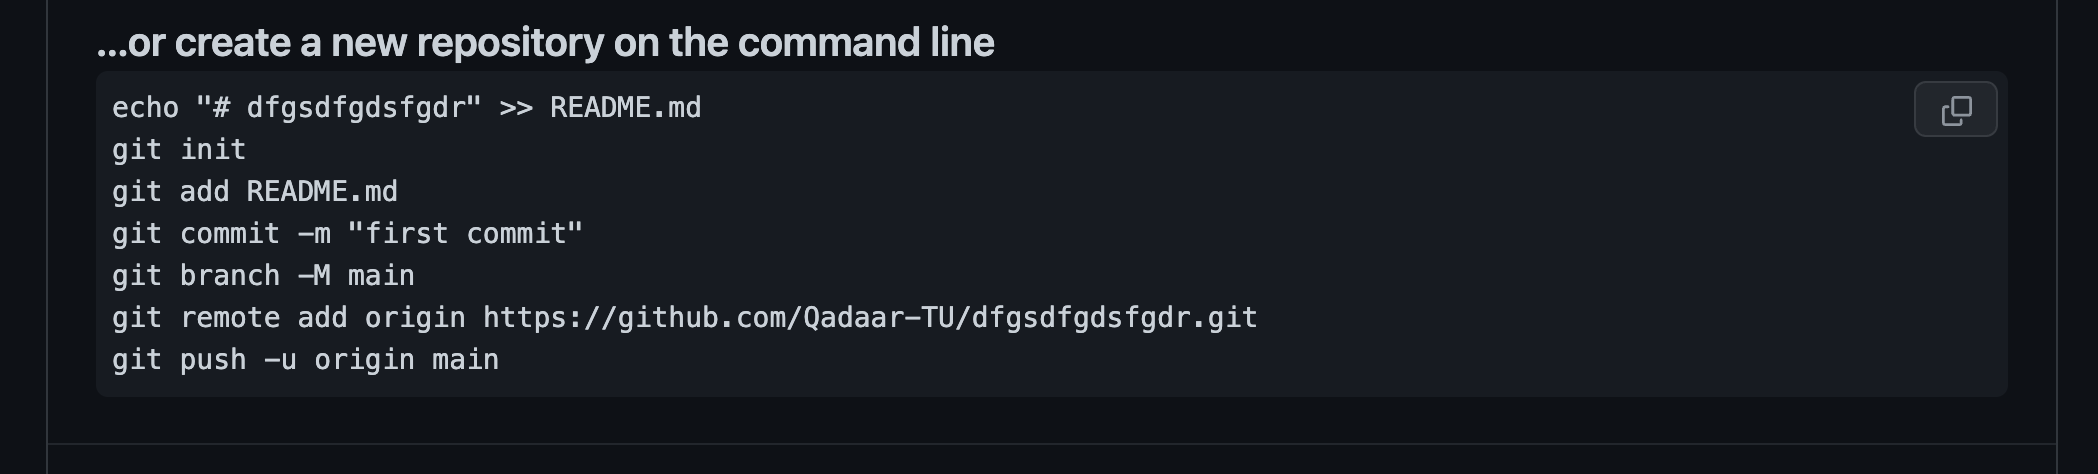 ...or create a new repository on the command line
echo "# dfgsdfgdsfgdr" >> README.md
git init
git add README.md
git commit -m "first commit"
git branch -M main
git remote add origin https://github.com/Qadaar-TU/dfgsdfgdsfgdr.git
git push -u origin main